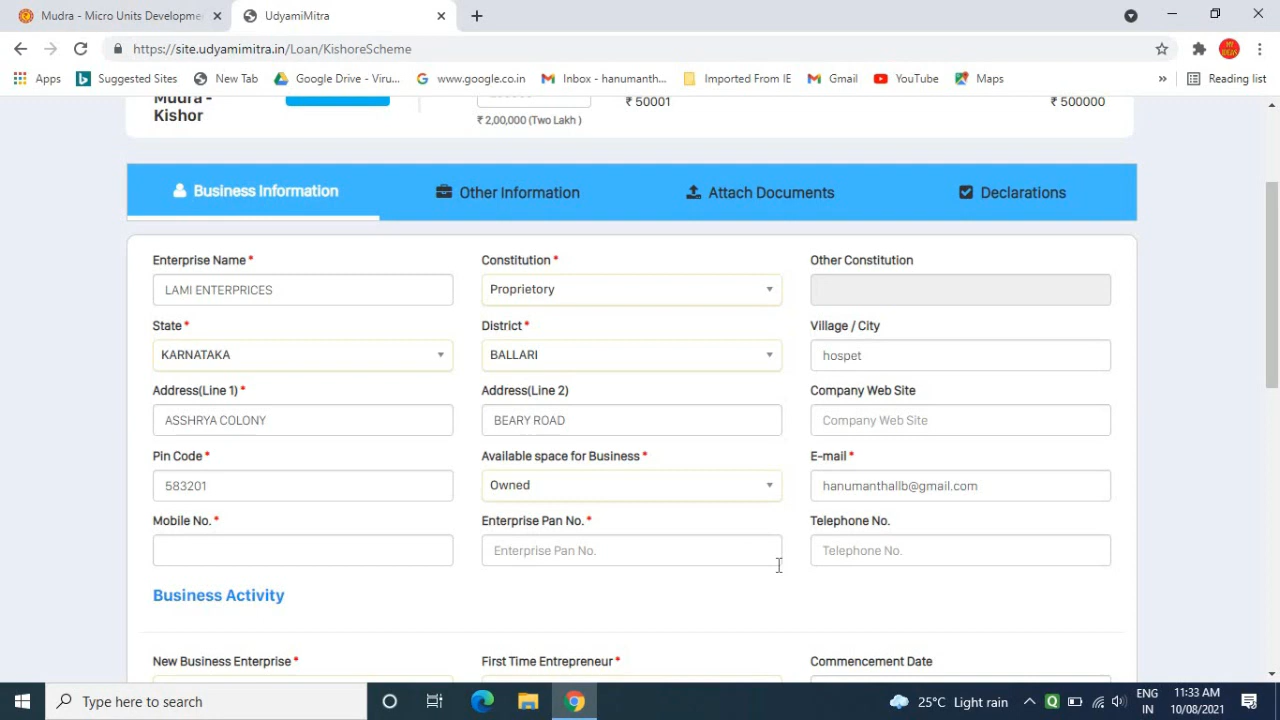 Mudra - Micro Units Developme
UdyamiMitra
https://site.udyamimitra.in/Loan/KishoreScheme
Apps
Suggested Sites
New Tab
Google Drive - Viru...
www.google.co.in
Inbox - hanumanth...
Imported From IE
Gmail
YouTube
Maps
»
Reading list
Mudra -
Kishor
₹ 2,00,000 (Two Lakh )
₹ 50001
₹ 500000
Business Information
Other Information
Attach Documents
Declarations
Enterprise Name *
Constitution *
Other Constitution
LAMI ENTERPRICES
Proprietory
State *
District *
Village / City
KARNATAKA
BALLARI
hospet
Address(Line 1) *
Address(Line 2)
Company Web Site
ASSHRYA COLONY
BEARY ROAD
Company Web Site
Pin Code *
Available space for Business *
E-mail *
583201
Owned
hanumanthallb@gmail.com
Mobile No. *
Enterprise Pan No. *
Telephone No.
Enterprise Pan No.
Telephone No.
Business Activity
New Business Enterprise *
First Time Entrepreneur *
Commencement Date
Type here to search
25°C Light rain
ENG
IN
11:33 AM
10/08/2021